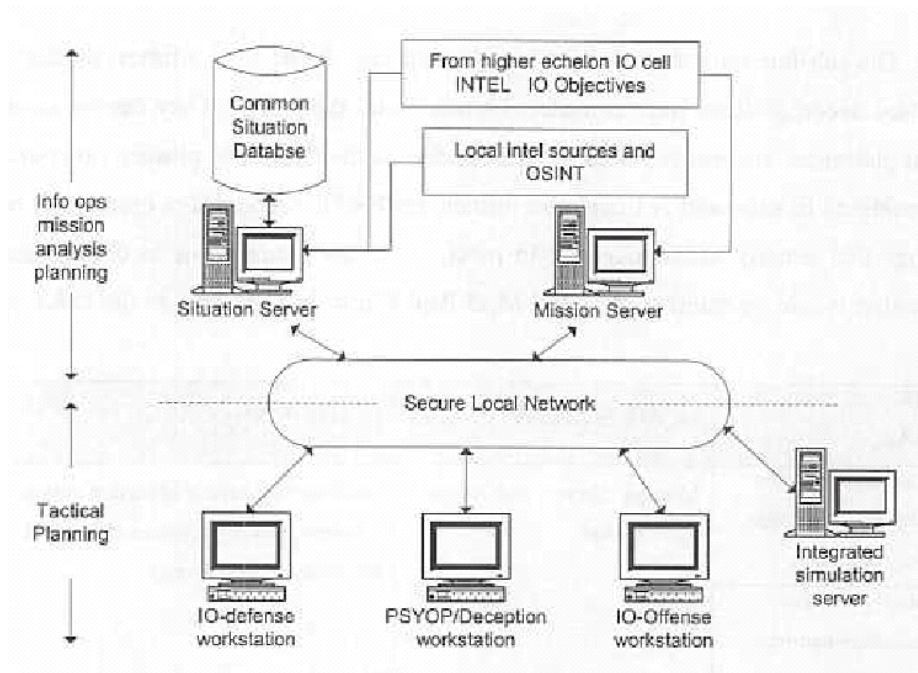 From higher echelon IO cell
INTEL IO Objectives
Common
Situation
Databse
Local intel sources and
OSINT
Info ops
mission
analysis
planning
Situation Server
Mission Server
Secure Local Network
Tactical
Planning
Integrated
simulation
server
IO-defense
workstation
PSYOP/Deception
workstation
IO-Offense
workstation